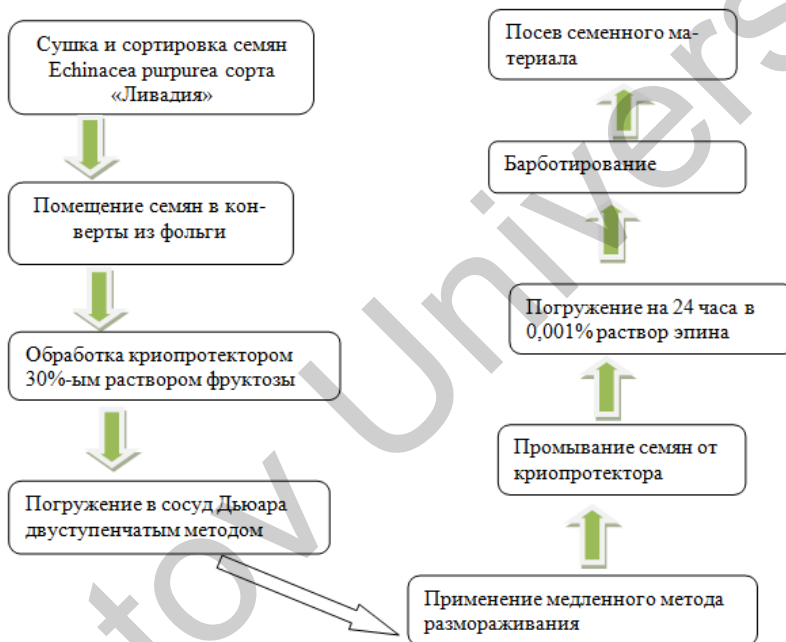 Сушка и сортировка семян
Echinacea purpurea сорта
«Ливадия»
Помещение семян в кон-
верты из фольги
Обработка криопротектором
30%-ым раствором фруктозы
Погружение в сосуд Дьюара
двуступенчатым методом
Применение медленного метода
размораживания
Промывание семян от
криопротектора
Погружение на 24 часа в
0,001% раствор эпина
Барботирование
Посев семенного ма-
териала
tov Univers